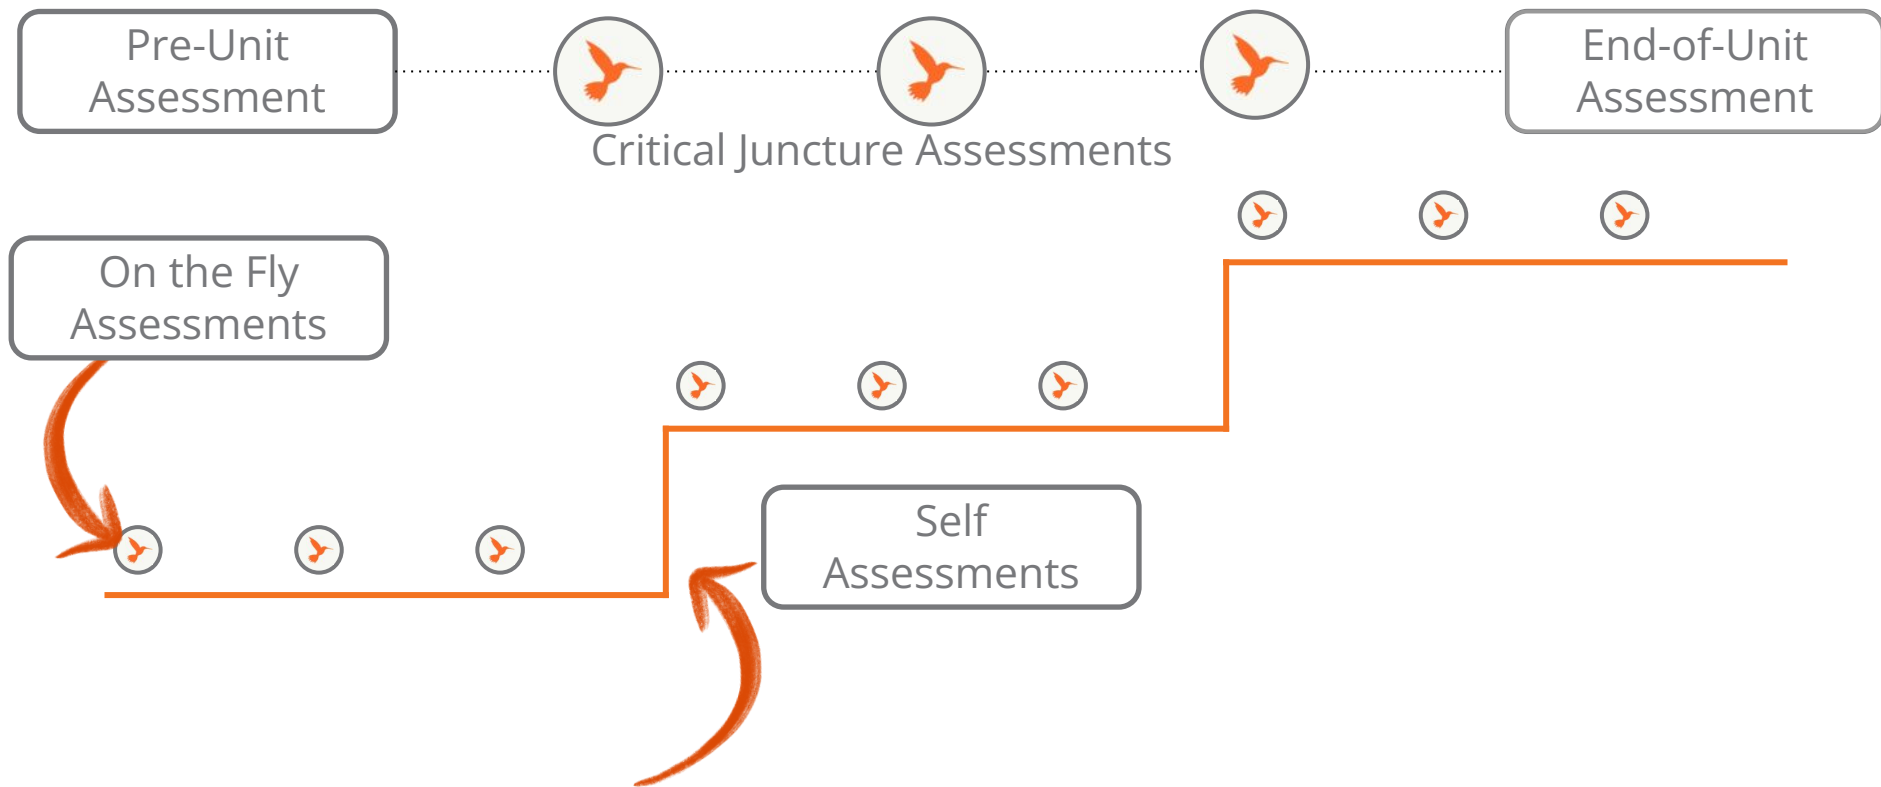 Pre-Unit
Assessment
End-of-Unit
Assessment
Critical Juncture Assessments
On the Fly
Assessments
Self
Assessments